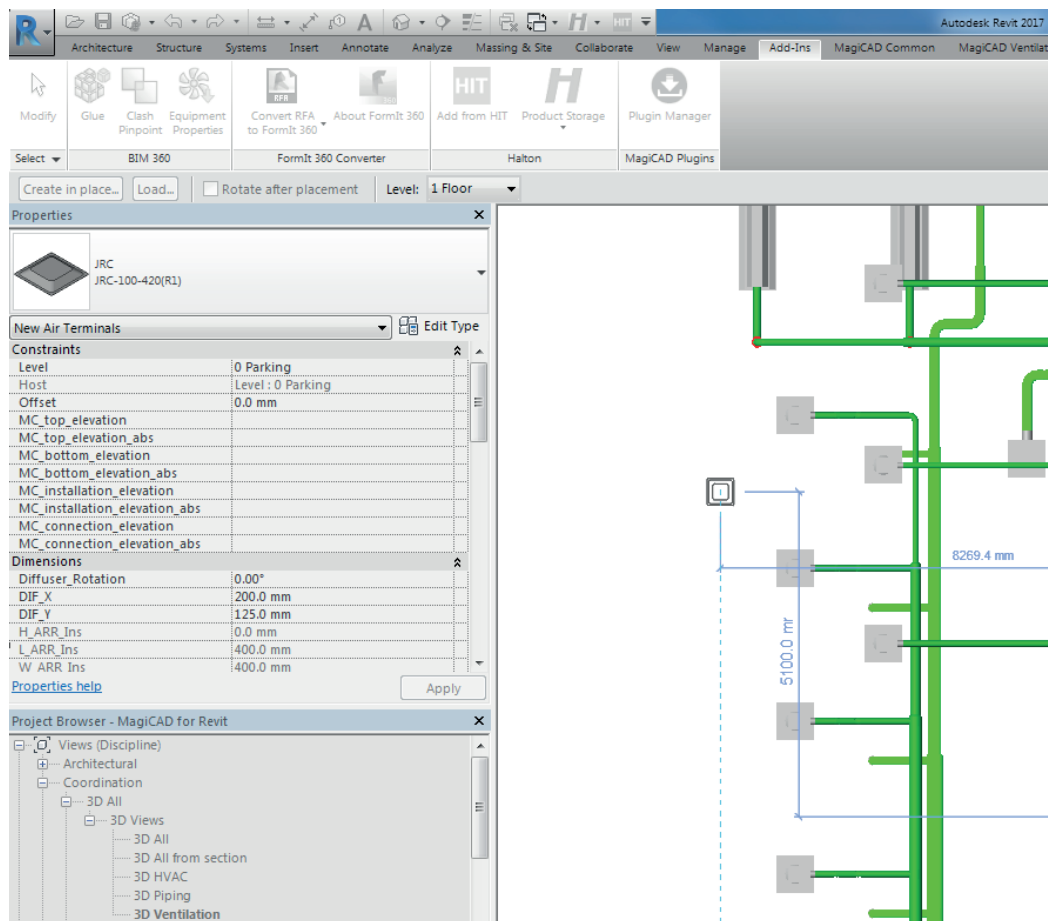 Autodesk Revit 2017
Architecture Structure Systems Insert Annotate Analyze Massing & Site Collaborate View Manage Add-Ins MagiCAD Common MagiCAD Ventilat
RFA HIT H
Modify Glue Clash Pinpoint Equipment Properties Convert RFA to FormIt 360 About FormIt 360 Add from HIT Product Storage Plugin Manager
Select BIM 360 FormIt 360 Converter Halton MagiCAD Plugins
Create in place... Load... Rotate after placement Level: 1 Floor
Properties
JRC
JRC-100-420(R1)
New Air Terminals Edit Type
Constraints
Level 0 Parking
Host Level : 0 Parking
Offset 0.0 mm
MC_top_elevation
MC_top_elevation_abs
MC_bottom_elevation
MC_bottom_elevation_abs
MC_installation_elevation
MC_installation_elevation_abs
MC_connection_elevation
MC_connection_elevation_abs
Dimensions
Diffuser_Rotation 0.00°
DIF_X 200.0 mm
DIF_Y 125.0 mm
H_ARR_Ins 0.0 mm
L_ARR_Ins 400.0 mm
W_ARR_Ins 400.0 mm
Properties help Apply
Project Browser - MagiCAD for Revit
Views (Discipline)
Architectural
Coordination
3D All
3D Views
3D All
3D All from section
3D HVAC
3D Piping
3D Ventilation
8269.4 mm
5100.0 mr